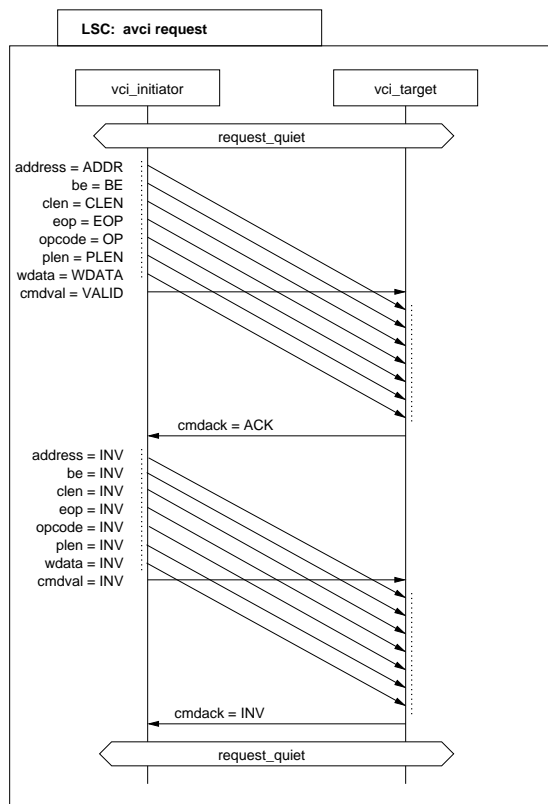 LSC: avci request
vci_initiator
vci_target
request_quiet
address = ADDR
be = BE
clen = CLEN
eop = EOP
opcode = OP
plen = PLEN
wdata = WDATA
cmdval = VALID
cmdack = ACK
address = INV
be = INV
clen = INV
eop = INV
opcode = INV
plen = INV
wdata = INV
cmdval = INV
cmdack = INV
request_quiet